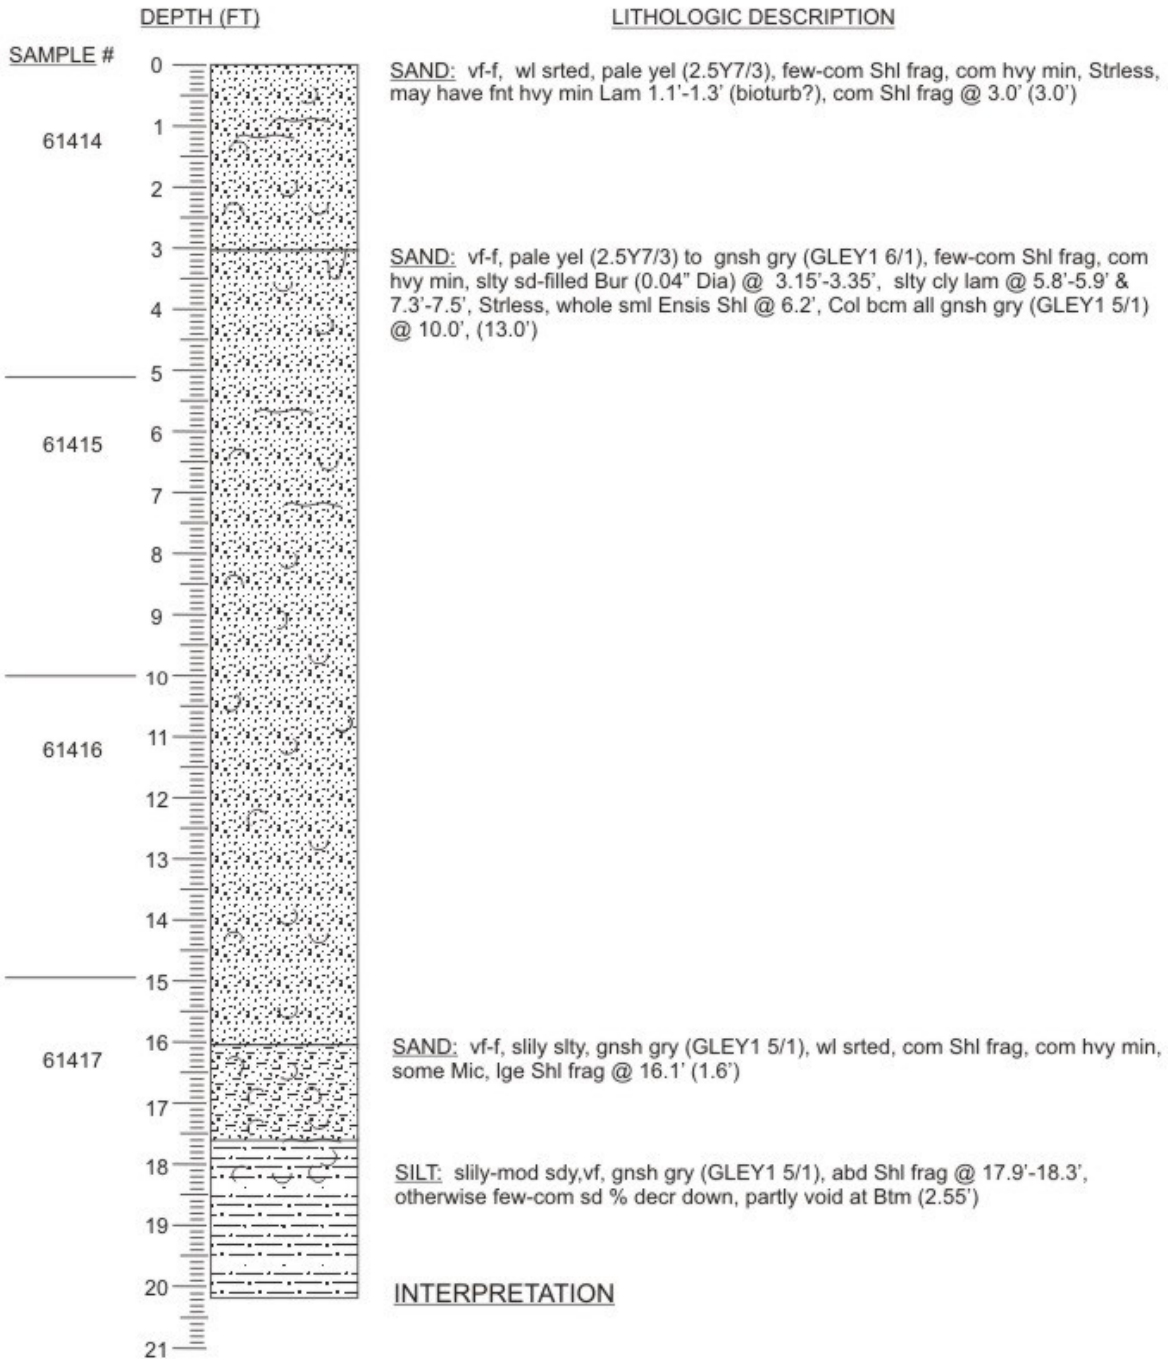 DEPTH (FT)
LITHOLOGIC DESCRIPTION
SAMPLE #
0
SAND: vf-f, wl srted, pale yel (2.5Y7/3), few-com Shl frag, com hvy min, Strless,
may have fnt hvy min Lam 1.1'-1.3' (bioturb?), com Shl frag @ 3.0' (3.0')
1
61414
2
3
SAND: vf-f, pale yel (2.5Y7/3) to gnsh gry (GLEY1 6/1), few-com Shl frag, com
hvy min, slty sd-filled Bur (0.04" Dia) @ 3.15'-3.35', slty cly lam @ 5.8'-5.9' &
7.3'-7.5', Strless, whole sml Ensis Shl @ 6.2', Col bcm all gnsh gry (GLEY1 5/1)
@ 10.0', (13.0')
4
5
6
61415
7
8
9
10
11
61416
12
13
14
15
16
SAND: vf-f, slily slty, gnsh gry (GLEY1 5/1), wl srted, com Shl frag, com hvy min,
some Mic, lge Shl frag @ 16.1' (1.6')
61417
17
18
SILT: slily-mod sdy,vf, gnsh gry (GLEY1 5/1), abd Shl frag @ 17.9'-18.3',
otherwise few-com sd % decr down, partly void at Btm (2.55')
19
20
INTERPRETATION
21